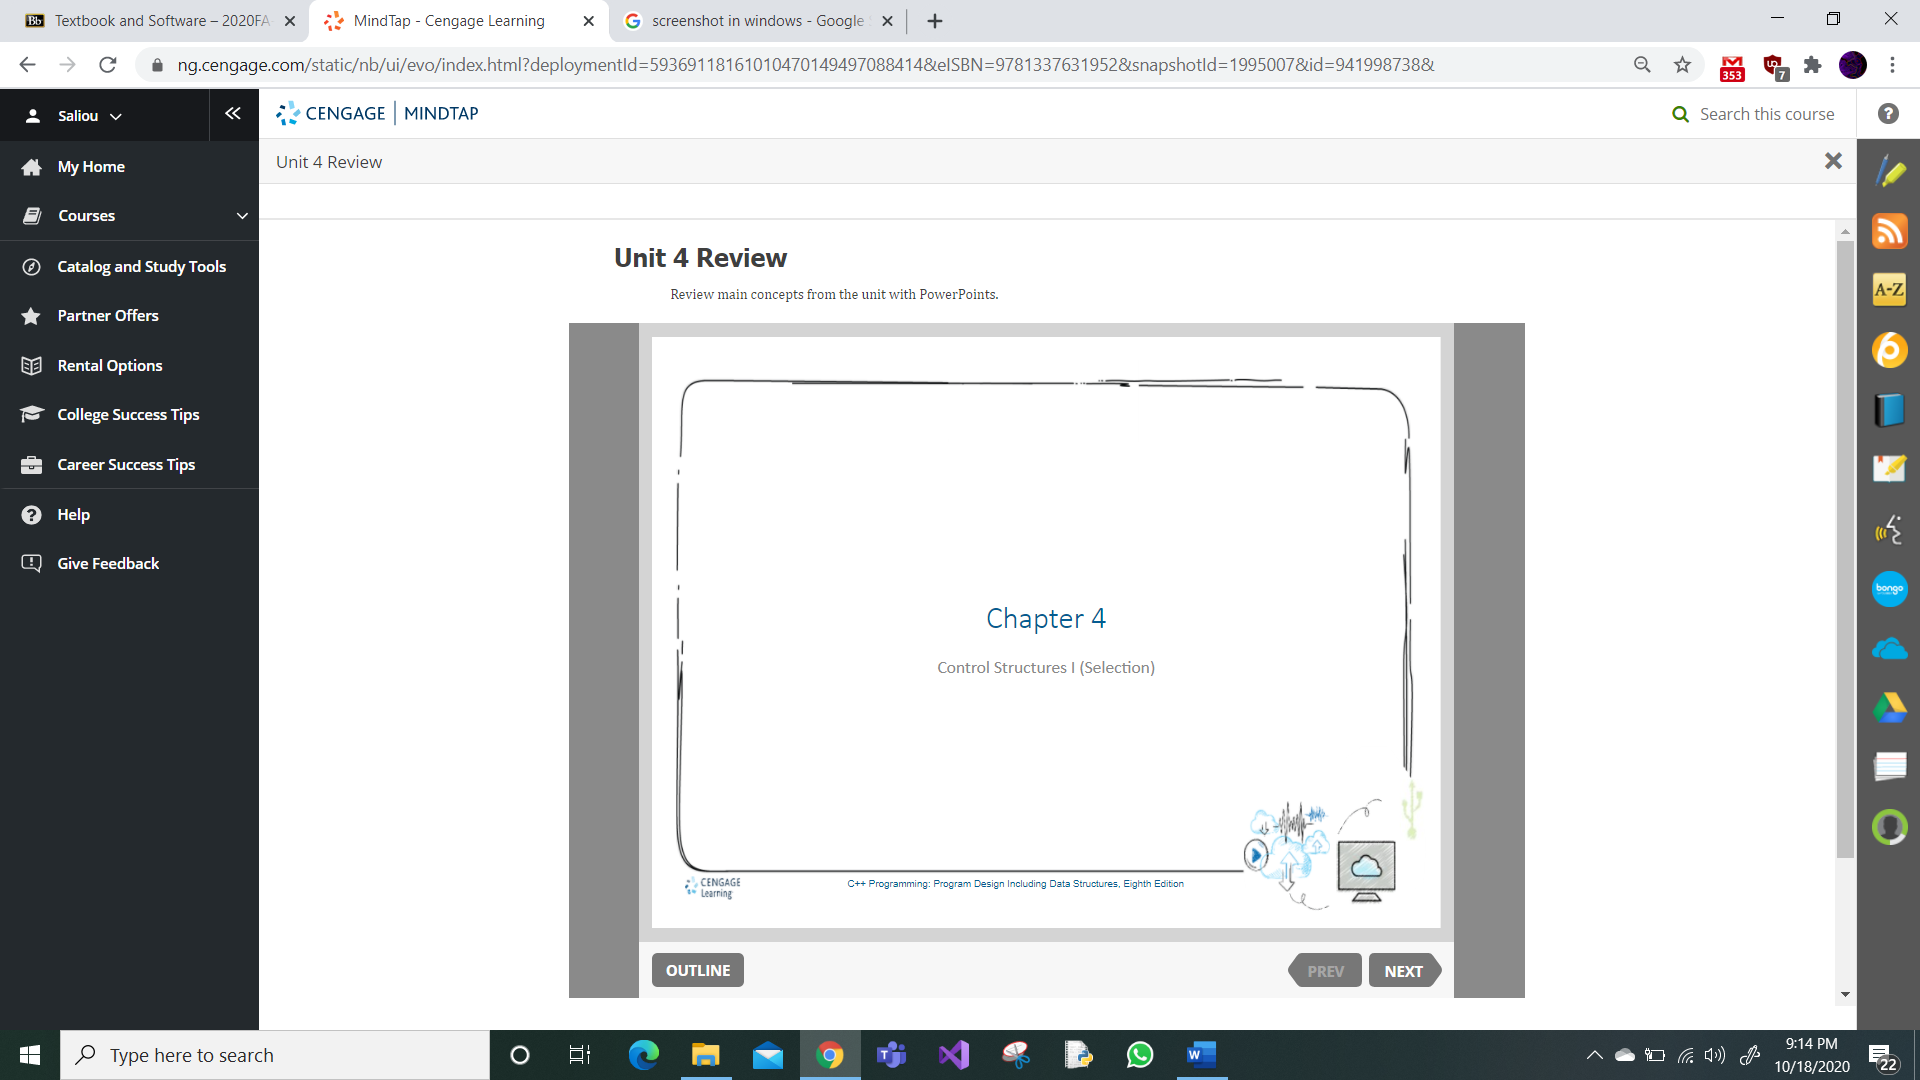 Textbook and Software – 2020FA
MindTap - Cengage Learning
screenshot in windows - Google
ng.cengage.com/static/nb/ui/evo/index.html?deploymentId=59369118161010470149497088414&eISBN=9781337631952&snapshotId=1995007&id=941998738&
353
7
Saliou
CENGAGE MINDTAP
Search this course
My Home
Unit 4 Review
Courses
Catalog and Study Tools
Partner Offers
Rental Options
College Success Tips
Career Success Tips
Help
Give Feedback
Unit 4 Review
Review main concepts from the unit with PowerPoints.
Chapter 4
Control Structures I (Selection)
CENGAGE
Learning
C++ Programming: Program Design Including Data Structures, Eighth Edition
OUTLINE
PREV
NEXT
A-Z
bongo
Type here to search
9:14 PM
10/18/2020
22